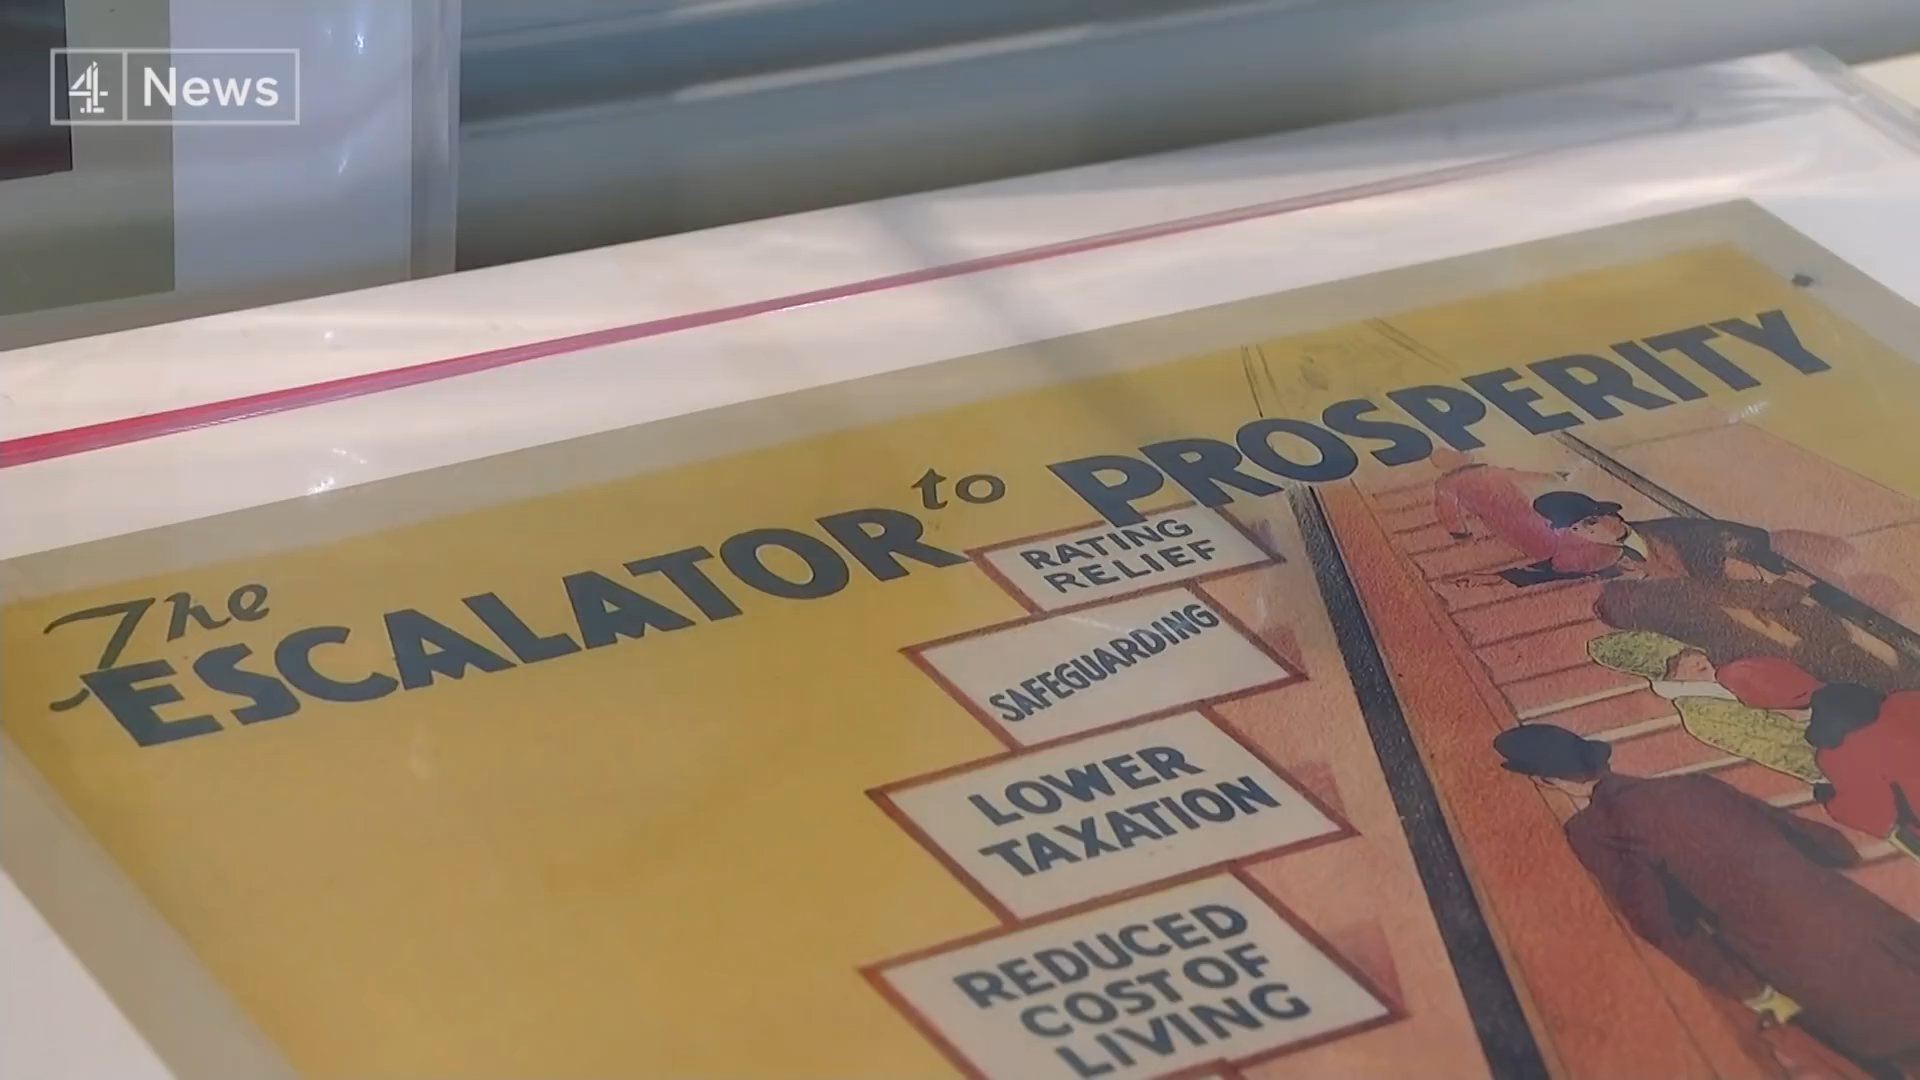 4 News
The
ESCALATOR to PROSPERITY
RATING
RELIEF
SAFEGUARDING
LOWER
TAXATION
REDUCED
COST OF
LIVING